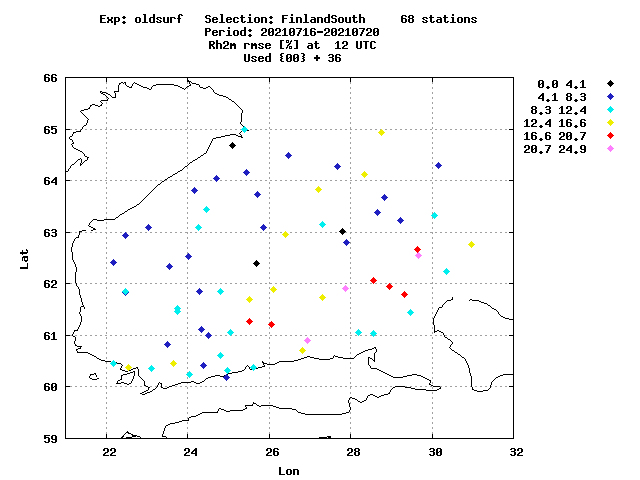 Exp: oldsurf Selection: FinlandSouth 68 stations
Period: 20210716-20210720
Rh2m rmse [%] at 12 UTC
Used {00} + 36
0.0 4.1
4.1 8.3
8.3 12.4
12.4 16.6
16.6 20.7
20.7 24.9
66
65
64
63
62
61
60
59
Lat
22 24 26 28 30 32
Lon